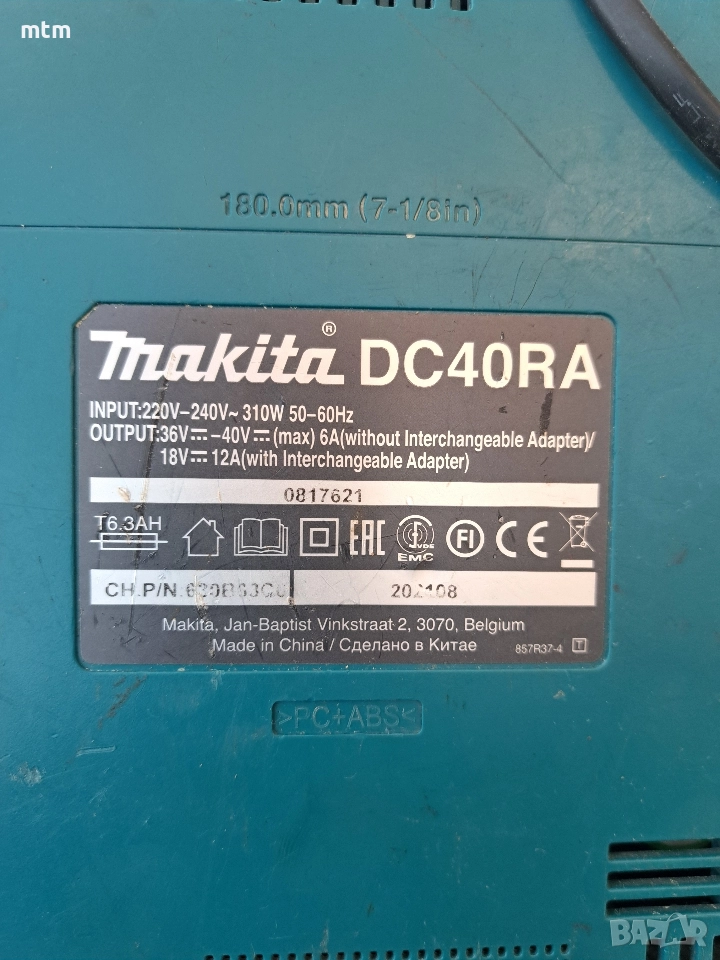 mtm
180.0mm (7-1/8in)
makita® DC40RA
INPUT:220V-240V~ 310W 50-60Hz
OUTPUT:36V⎓-40V⎓(max) 6A(without Interchangeable Adapter)/
18V⎓ 12A(with Interchangeable Adapter)
0817621
T6.3AH EAC VDE EMC FI CE
CH.P/N. 202108
Makita, Jan-Baptist Vinkstraat 2, 3070, Belgium
Made in China / Сделано в Китае 857R37-4 T
>PC+ABS<
BAZAR